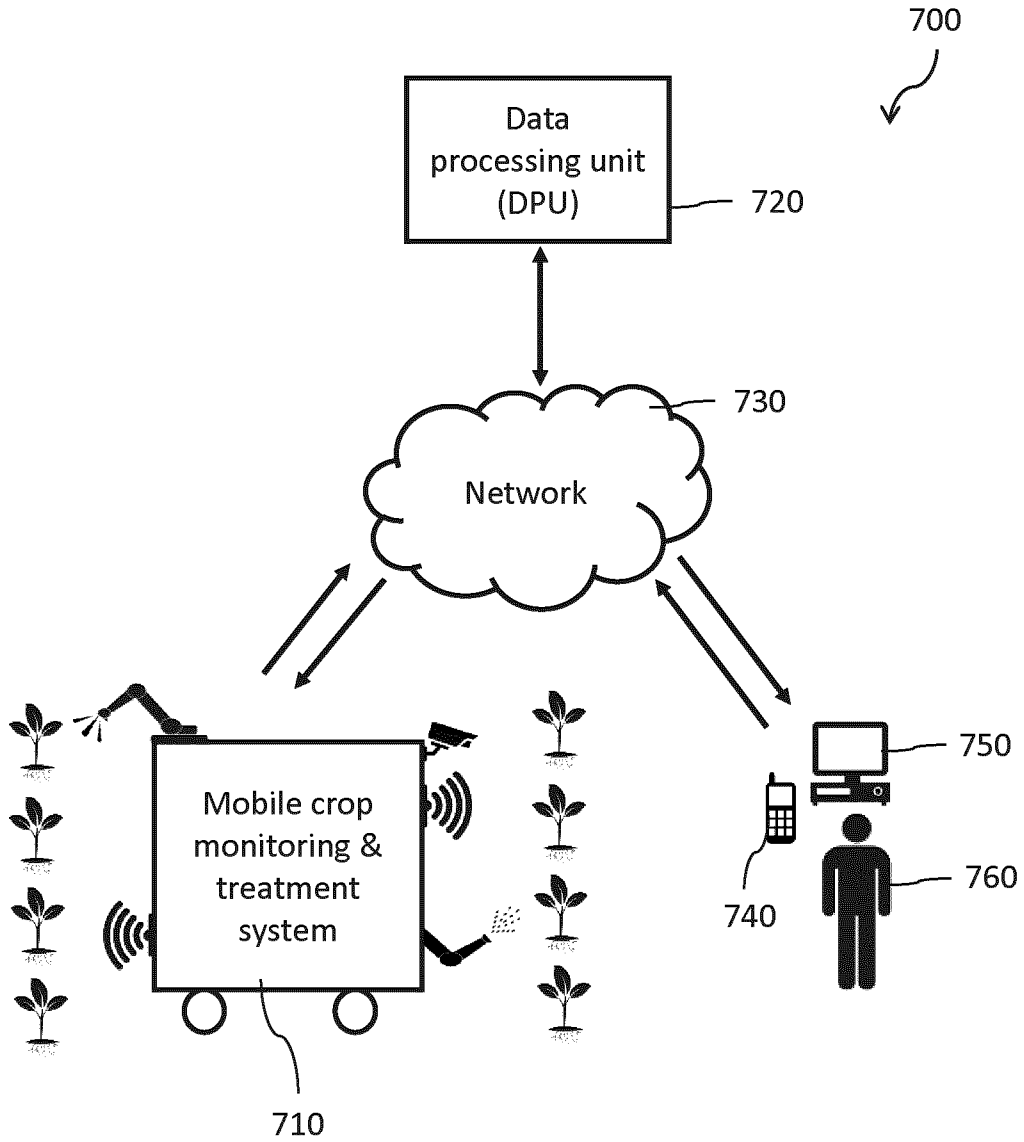 700
Data
processing unit
(DPU)
720
730
Network
Mobile crop
monitoring &
treatment
system
750
740
760
710